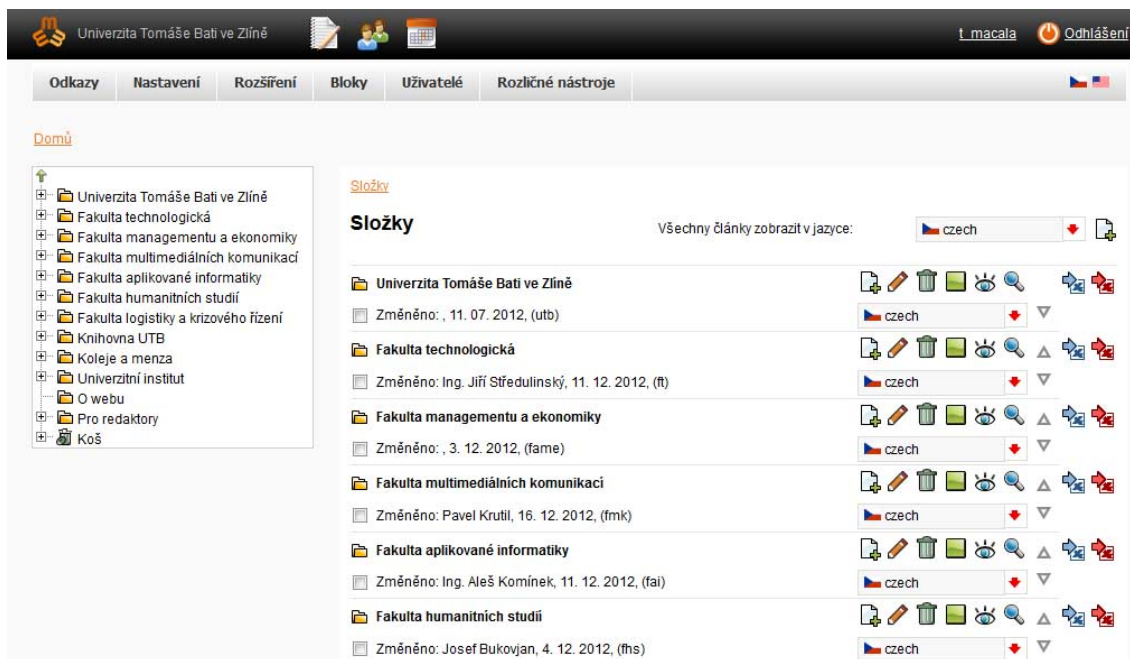 Univerzita Tomáše Bati ve Zlíně
t_macala
Odhlášení
Odkazy Nastavení Rozšíření Bloky Uživatelé Rozličné nástroje
Domů
Univerzita Tomáše Bati ve Zlíně
Fakulta technologická
Fakulta managementu a ekonomiky
Fakulta multimediálních komunikací
Fakulta aplikované informatiky
Fakulta humanitních studií
Fakulta logistiky a krizového řízení
Knihovna UTB
Koleje a menza
Univerzitní institut
O webu
Pro redaktory
Koš
Složky
Složky
Všechny články zobrazit v jazyce: czech
Univerzita Tomáše Bati ve Zlíně
Změněno: , 11. 07. 2012, (utb) czech
Fakulta technologická
Změněno: Ing. Jiří Středulinský, 11. 12. 2012, (ft) czech
Fakulta managementu a ekonomiky
Změněno: , 3. 12. 2012, (fame) czech
Fakulta multimediálních komunikací
Změněno: Pavel Krutil, 16. 12. 2012, (fmk) czech
Fakulta aplikované informatiky
Změněno: Ing. Aleš Komínek, 11. 12. 2012, (fai) czech
Fakulta humanitních studií
Změněno: Josef Bukovjan, 4. 12. 2012, (fhs) czech